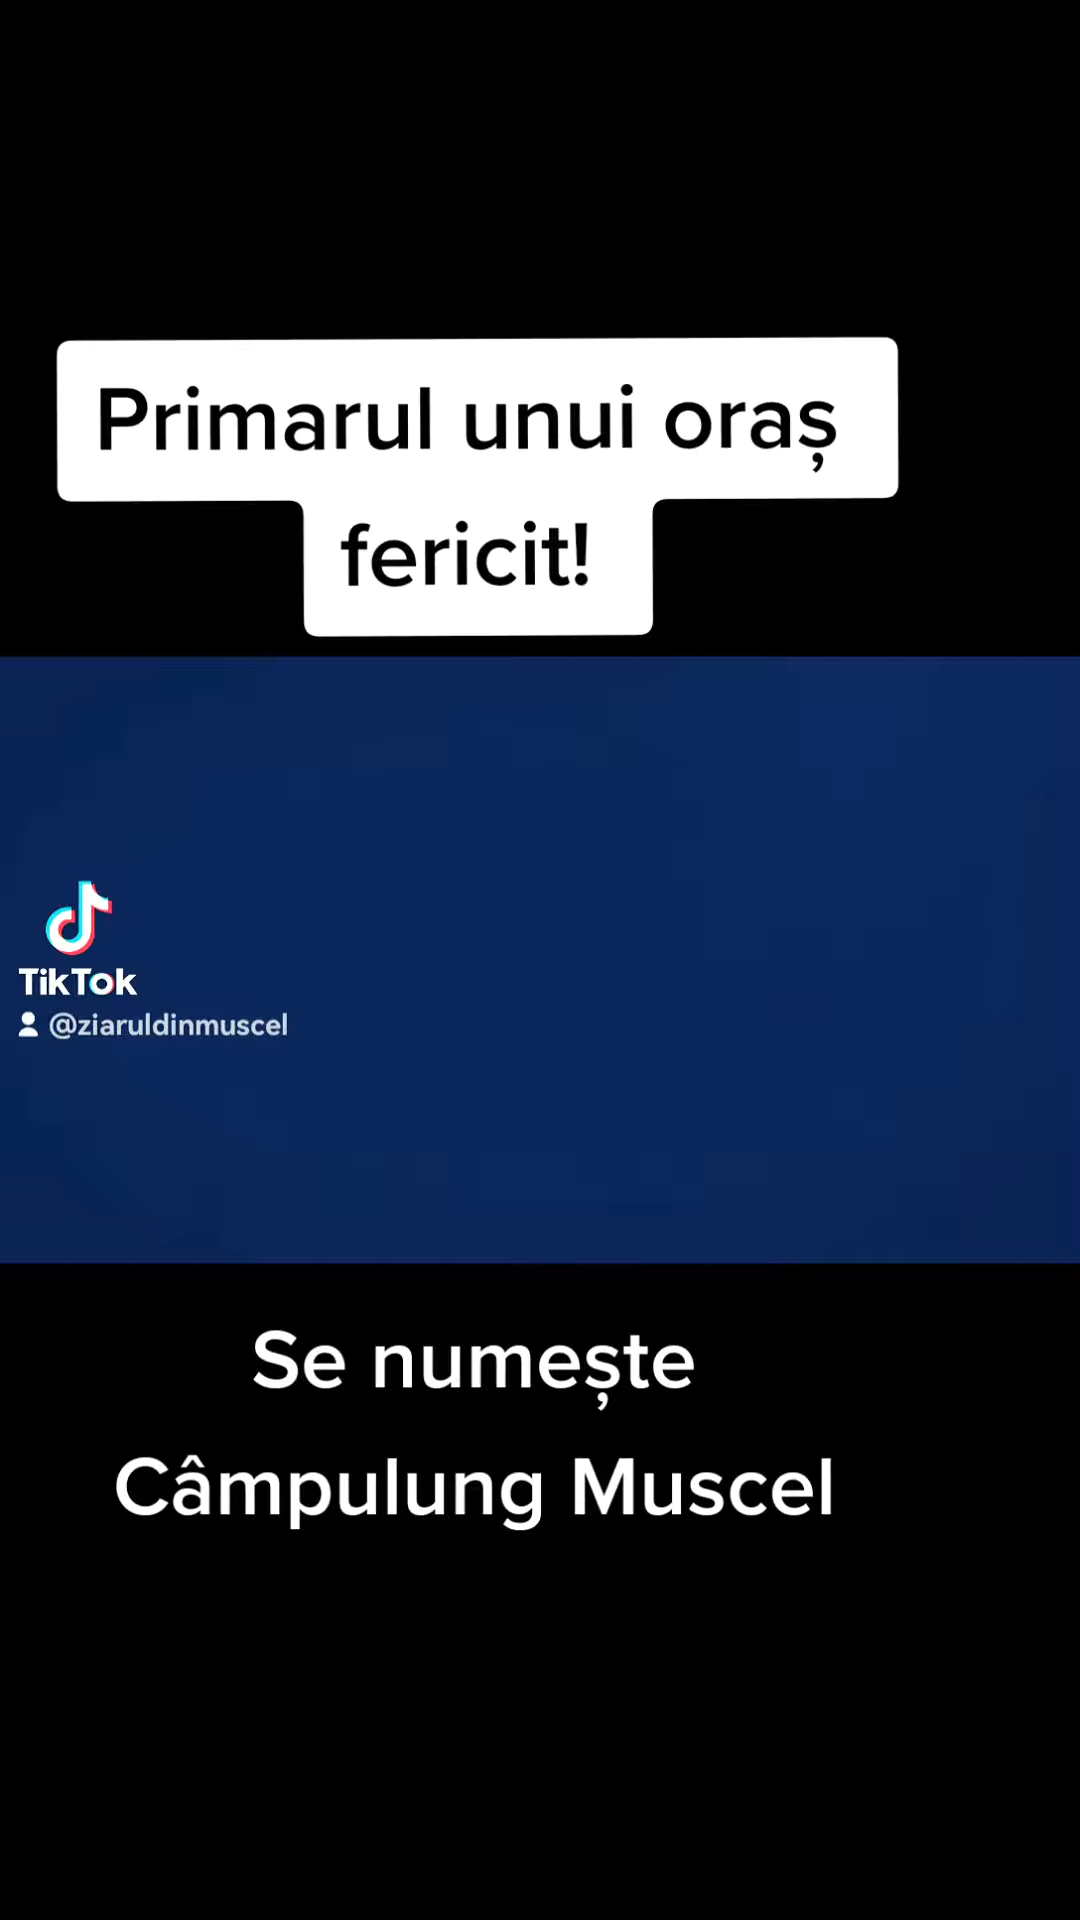 Primarul unui oraș
fericit!
TikTok
@ziaruldinmuscel
Se numește
Câmpulung Muscel